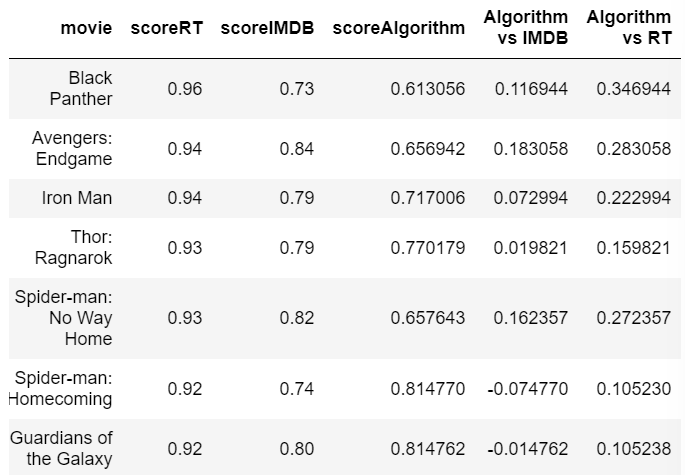 movie scoreRT scoreIMDB scoreAlgorithm Algorithm vs IMDB Algorithm vs RT
Black Panther 0.96 0.73 0.613056 0.116944 0.346944
Avengers: Endgame 0.94 0.84 0.656942 0.183058 0.283058
Iron Man 0.94 0.79 0.717006 0.072994 0.222994
Thor: Ragnarok 0.93 0.79 0.770179 0.019821 0.159821
Spider-man: No Way Home 0.93 0.82 0.657643 0.162357 0.272357
Spider-man: Homecoming 0.92 0.74 0.814770 -0.074770 0.105230
Guardians of the Galaxy 0.92 0.80 0.814762 -0.014762 0.105238